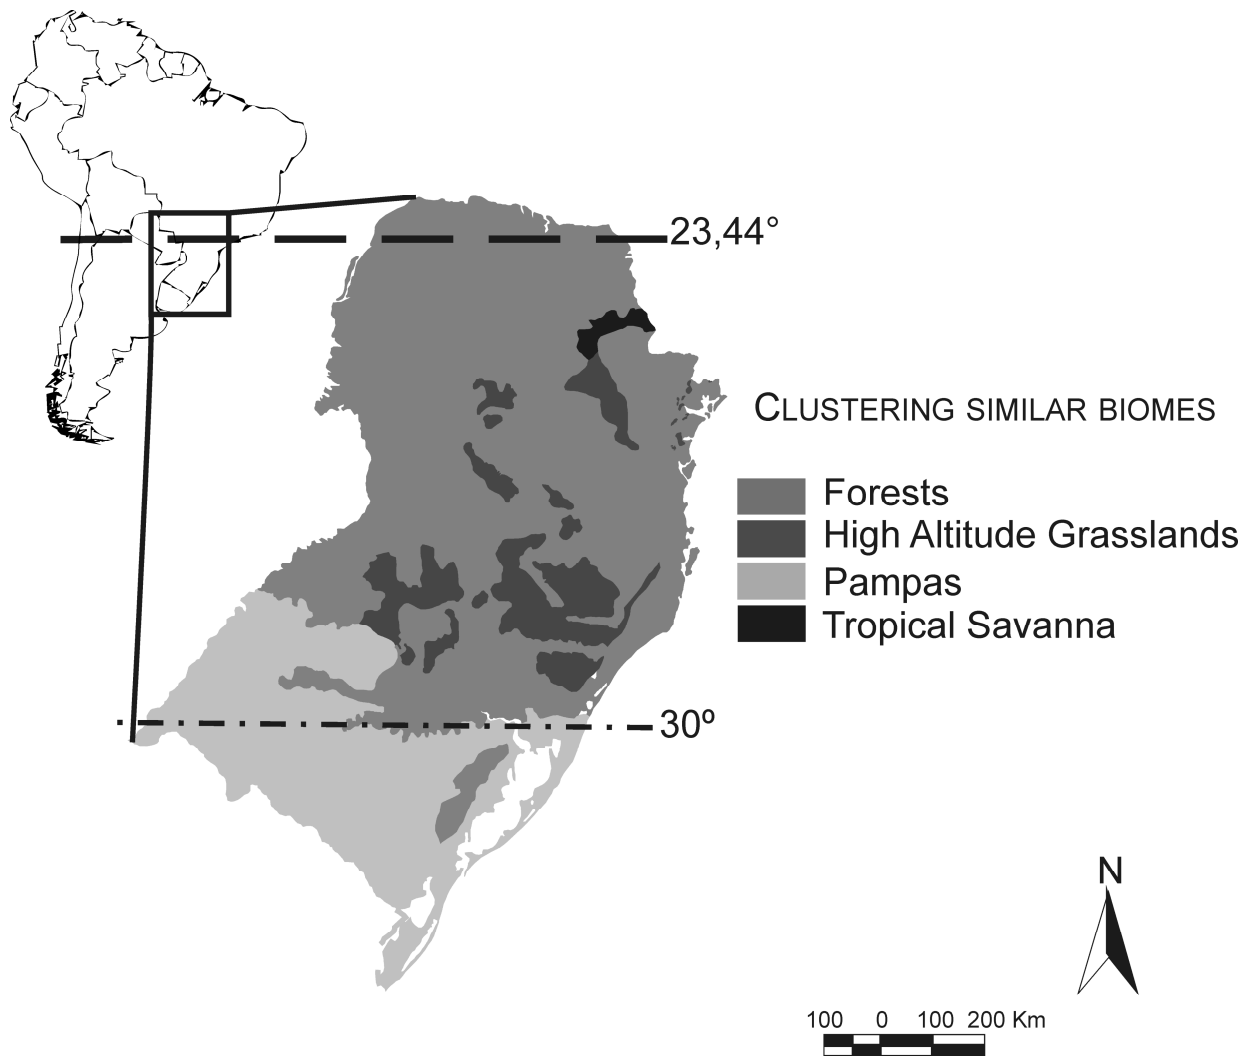 23,44°
CLUSTERING SIMILAR BIOMES
Forests
High Altitude Grasslands
Pampas
Tropical Savanna
30º
N
100 0 100 200 Km